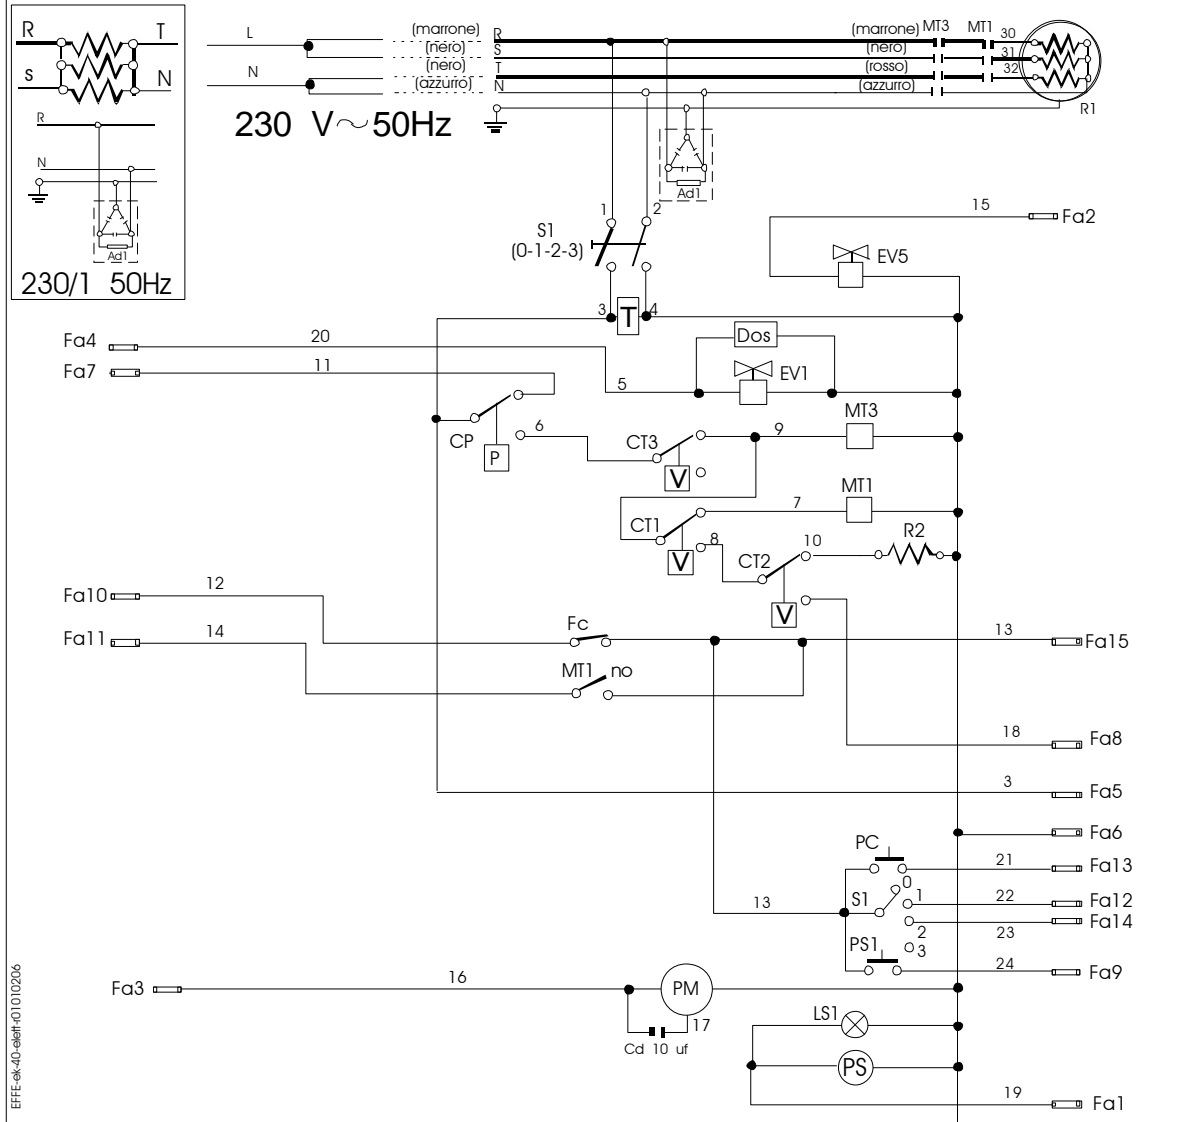 R T
s N
R
N
Ad1
230/1 50Hz
L
N
230 V~50Hz
(marrone) R
(nero) S
(nero) T
(azzurro) N
(marrone) MT3 MT1 30
(nero) 31
(rosso) 32
(azzurro)
R1
Ad1
1 2
S1
(0-1-2-3)
15 Fa2
EV5
3 T 4
Fa4 20
Fa7 11
Dos
5 EV1
CP P 6
CT3 V 9 MT3
CT1 V 7 MT1
8 CT2 V 10 R2
Fa10 12
Fa11 14
Fc
MT1 no
13 Fa15
18 Fa8
3 Fa5
Fa6
PC 21 Fa13
13 S1 0 1 22 Fa12
2 23 Fa14
3
PS1 24 Fa9
Fa3 16 PM
17
Cd 10 uf
LS1
PS
19 Fa1
EFFE-ek-40-elett-r01010206